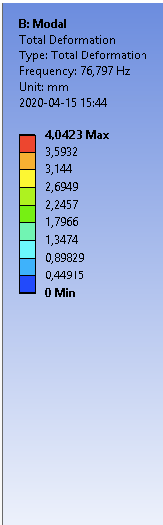 B: Modal
Total Deformation
Type: Total Deformation
Frequency: 76,797 Hz
Unit: mm
2020-04-15 15:44
4,0423 Max
3,5932
3,144
2,6949
2,2457
1,7966
1,3474
0,89829
0,44915
0 Min